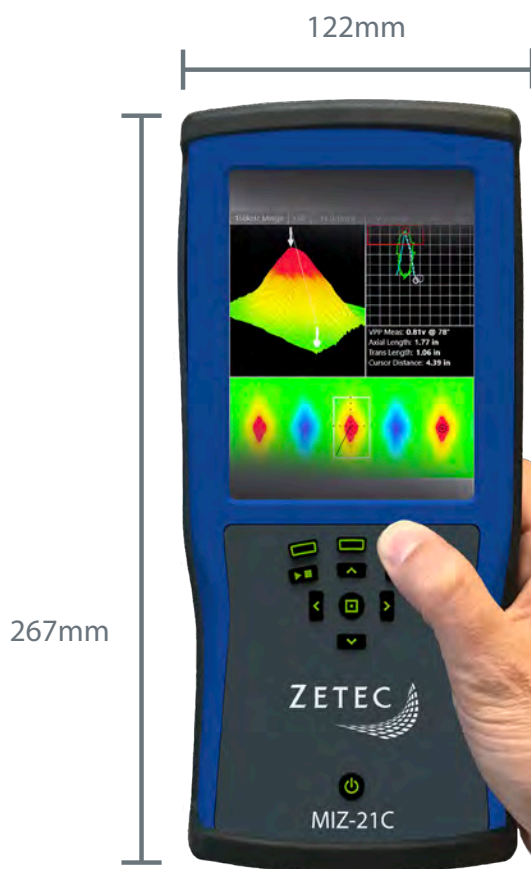 122mm
VPP Meas: 0.81v @ 78°
Axial Length: 1.77 in
Trans Length: 1.06 in
Cursor Distance: 4.39 in
267mm
ZETEC
MIZ-21C